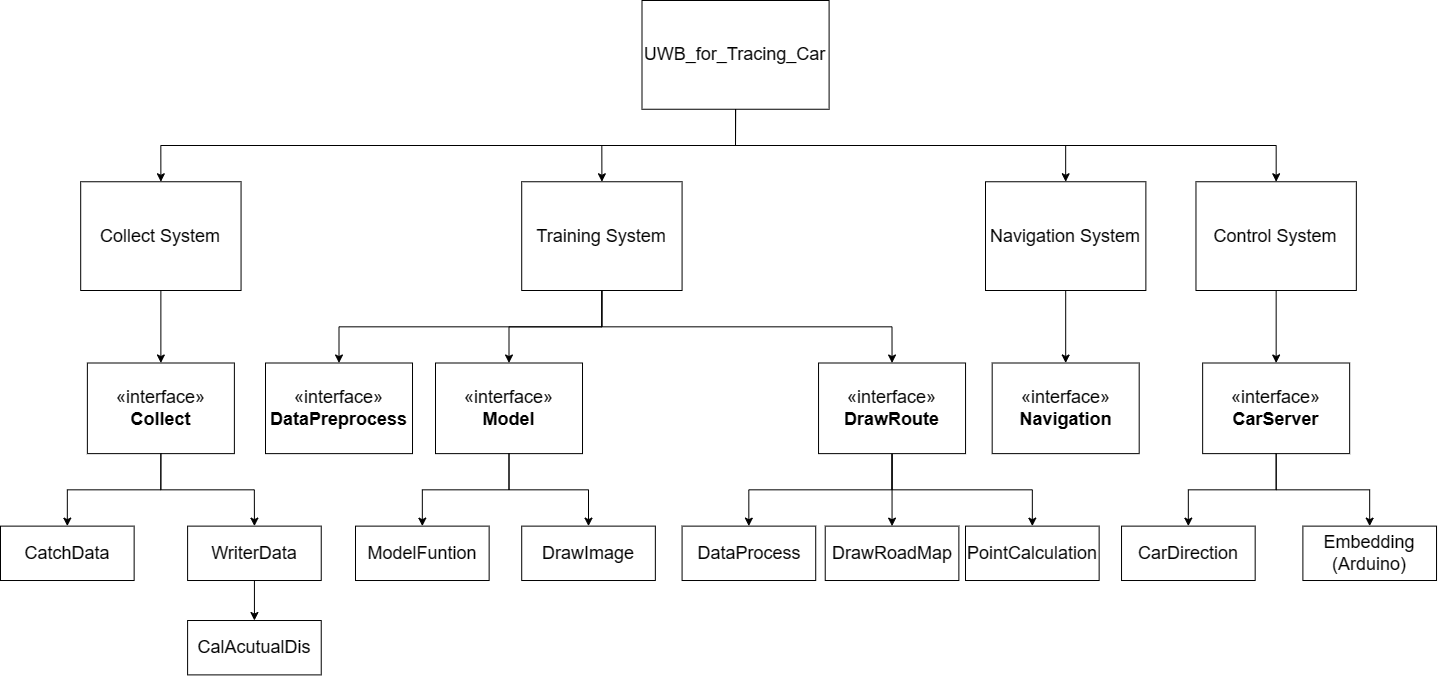 UWB_for_Tracing_Car
Collect System
Training System
Navigation System
Control System
«interface»
Collect
«interface»
DataPreprocess
«interface»
Model
«interface»
DrawRoute
«interface»
Navigation
«interface»
CarServer
CatchData
WriterData
ModelFuntion
DrawImage
DataProcess
DrawRoadMap
PointCalculation
CarDirection
Embedding
(Arduino)
CalAcutualDis